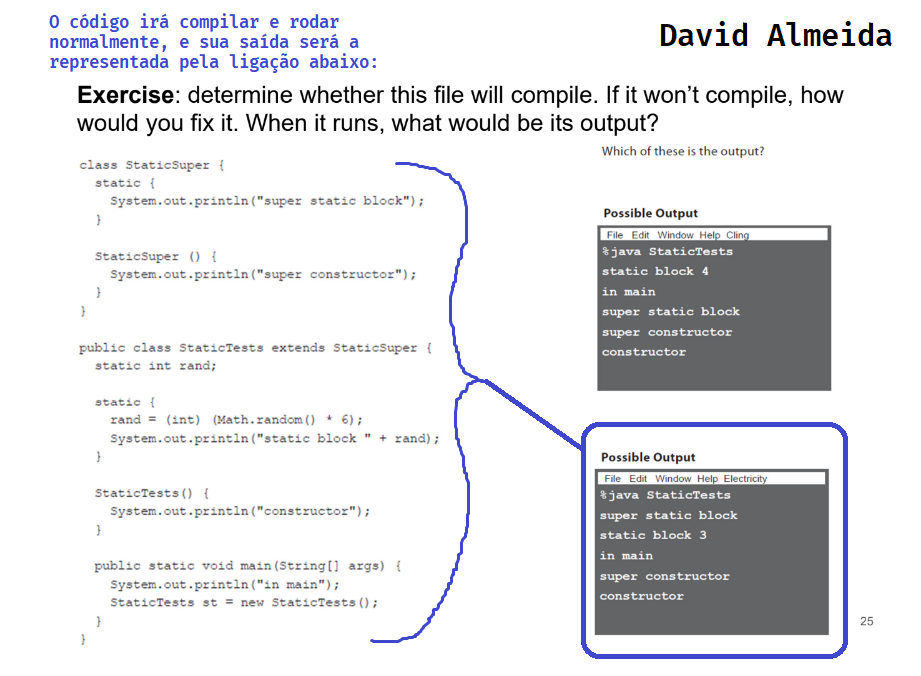 O código irá compilar e rodar
normalmente, e sua saída será a
representada pela ligação abaixo:
David Almeida
Exercise: determine whether this file will compile. If it won’t compile, how
would you fix it. When it runs, what would be its output?
class StaticSuper {
static {
System.out.println("super static block");
}
StaticSuper () {
System.out.println("super constructor");
}
}
public class StaticTests extends StaticSuper {
static int rand;
static {
rand = (int) (Math.random() * 6);
System.out.println("static block " + rand);
}
StaticTests() {
System.out.println("constructor");
}
public static void main(String[] args) {
System.out.println("in main");
StaticTests st = new StaticTests();
}
}
Which of these is the output?
Possible Output
File Edit Window Help Cling
%java StaticTests
static block 4
in main
super static block
super constructor
constructor
Possible Output
File Edit Window Help Electricity
%java StaticTests
super static block
static block 3
in main
super constructor
constructor
25